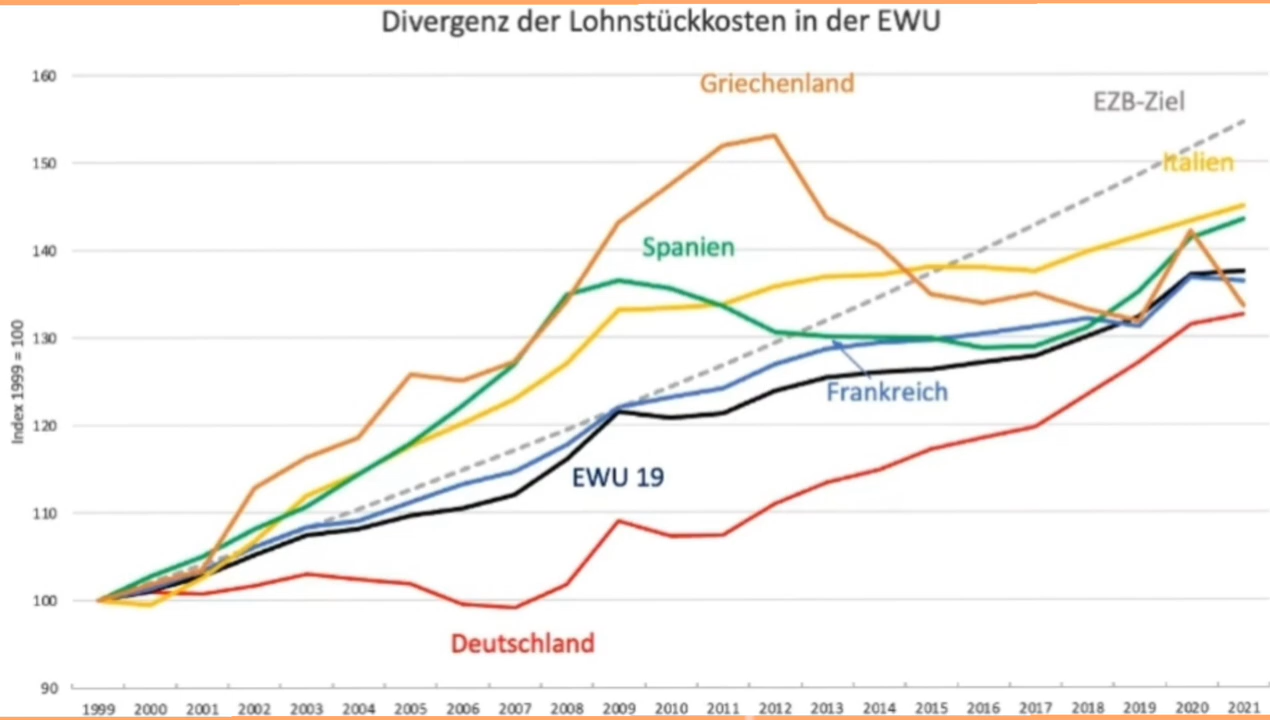 Divergenz der Lohnstückkosten in der EWU
160
Griechenland
EZB-Ziel
150
Italien
Spanien
140
130
Index 1999 = 100
Frankreich
120
EWU 19
110
100
Deutschland
90
1999 2000 2001 2002 2003 2004 2005 2006 2007 2008 2009 2010 2011 2012 2013 2014 2015 2016 2017 2018 2019 2020 2021